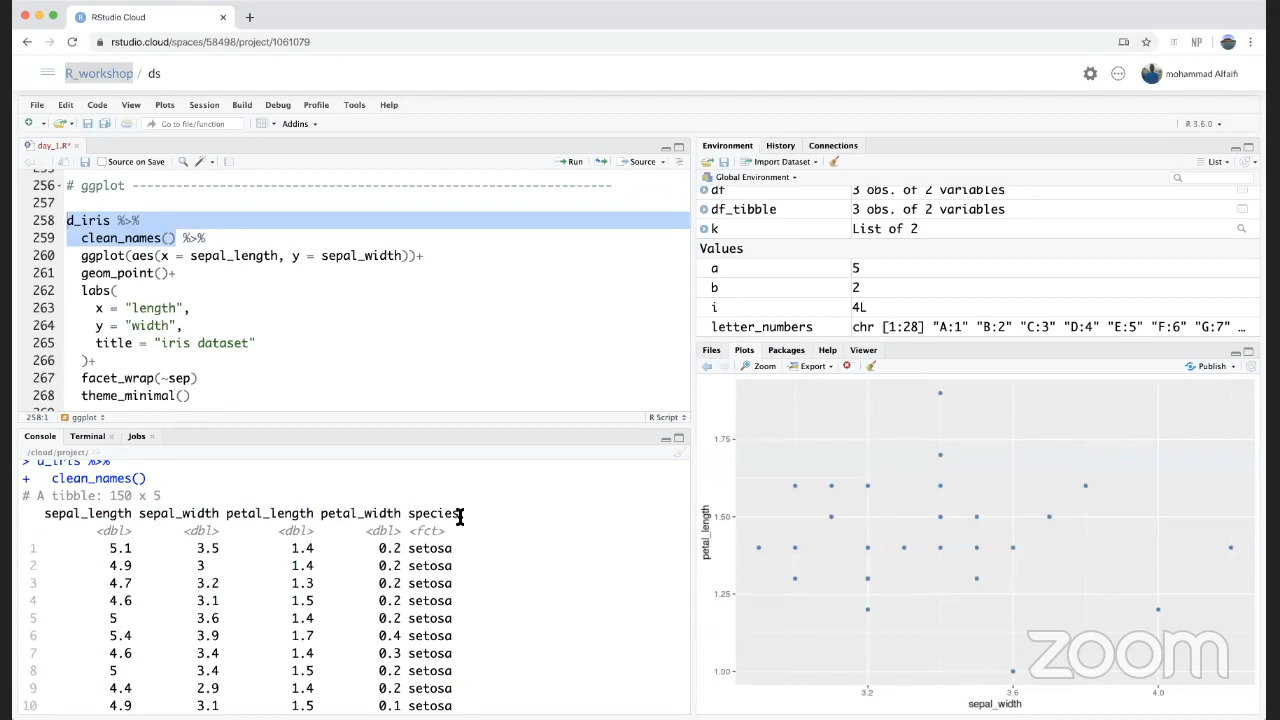 RStudio Cloud
rstudio.cloud/spaces/58498/project/1061079
NP
R_workshop / ds
mohammad Alfaifi
File Edit Code View Plots Session Build Debug Profile Tools Help
Go to file/function
Addins
R 3.6.0
day_1.R*
Source on Save
Run
Source
256 # ggplot ------------------------------------------------------------------
257
258 d_iris %>%
259 clean_names() %>%
260 ggplot(aes(x = sepal_length, y = sepal_width))+
261 geom_point()+
262 labs(
263 x = "length",
264 y = "width",
265 title = "iris dataset"
266 )+
267 facet_wrap(~sep)
268 theme_minimal()
258:1 ggplot R Script
Console Terminal Jobs
/cloud/project/
> d_iris %>%
+ clean_names()
# A tibble: 150 x 5
sepal_length sepal_width petal_length petal_width species
<dbl> <dbl> <dbl> <dbl> <fct>
1 5.1 3.5 1.4 0.2 setosa
2 4.9 3 1.4 0.2 setosa
3 4.7 3.2 1.3 0.2 setosa
4 4.6 3.1 1.5 0.2 setosa
5 5 3.6 1.4 0.2 setosa
6 5.4 3.9 1.7 0.4 setosa
7 4.6 3.4 1.4 0.3 setosa
8 5 3.4 1.5 0.2 setosa
9 4.4 2.9 1.4 0.2 setosa
10 4.9 3.1 1.5 0.1 setosa
Environment History Connections
Import Dataset
List
Global Environment
df 3 obs. of 2 variables
df_tibble 3 obs. of 2 variables
k List of 2
Values
a 5
b 2
i 4L
letter_numbers chr [1:28] "A:1" "B:2" "C:3" "D:4" "E:5" "F:6" "G:7" …
Files Plots Packages Help Viewer
Zoom Export Publish
1.75
1.50
1.25
1.00
petal_length
3.2 3.6 4.0
sepal_width
zoom